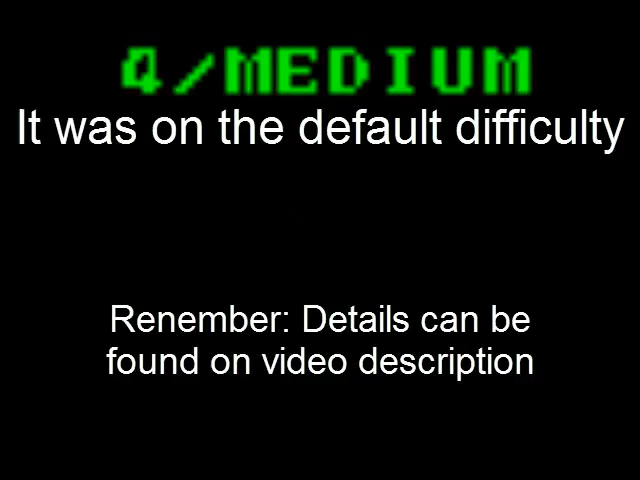 4/MEDIUM
It was on the default difficulty
Renember: Details can be
found on video description